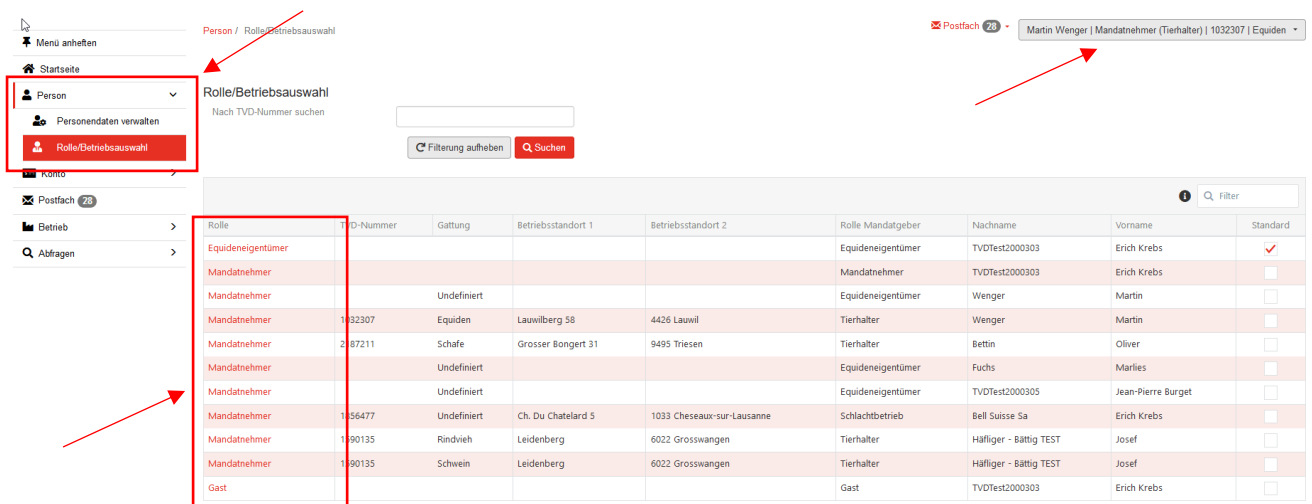 Menü anheften
Startseite
Person
Personendaten verwalten
Rolle/Betriebsauswahl
Konto
Postfach 28
Betrieb
Abfragen
Person / Rolle/Betriebsauswahl
Postfach 28
Martin Wenger | Mandatnehmer (Tierhalter) | 1032307 | Equiden
Rolle/Betriebsauswahl
Nach TVD-Nummer suchen
Filterung aufheben Suchen
Filter
Rolle TVD-Nummer Gattung Betriebsstandort 1 Betriebsstandort 2 Rolle Mandatgeber Nachname Vorname Standard
Equideneigentümer Equideneigentümer TVDTest2000303 Erich Krebs
Mandatnehmer Mandatnehmer TVDTest2000303 Erich Krebs
Mandatnehmer Undefiniert Equideneigentümer Wenger Martin
Mandatnehmer 1032307 Equiden Lauwilberg 58 4426 Lauwil Tierhalter Wenger Martin
Mandatnehmer Schafe Grosser Bongert 31 9495 Triesen Tierhalter Bettin Oliver
Mandatnehmer Undefiniert Equideneigentümer Fuchs Marlies
Mandatnehmer Undefiniert Equideneigentümer TVDTest2000305 Jean-Pierre Burget
Mandatnehmer Undefiniert Ch. Du Chatelard 5 1033 Cheseaux-sur-Lausanne Schlachtbetrieb Bell Suisse Sa Erich Krebs
Mandatnehmer Rindvieh Leidenberg 6022 Grosswangen Tierhalter Häfliger - Bättig TEST Josef
Mandatnehmer Schwein Leidenberg 6022 Grosswangen Tierhalter Häfliger - Bättig TEST Josef
Gast Gast TVDTest2000303 Erich Krebs